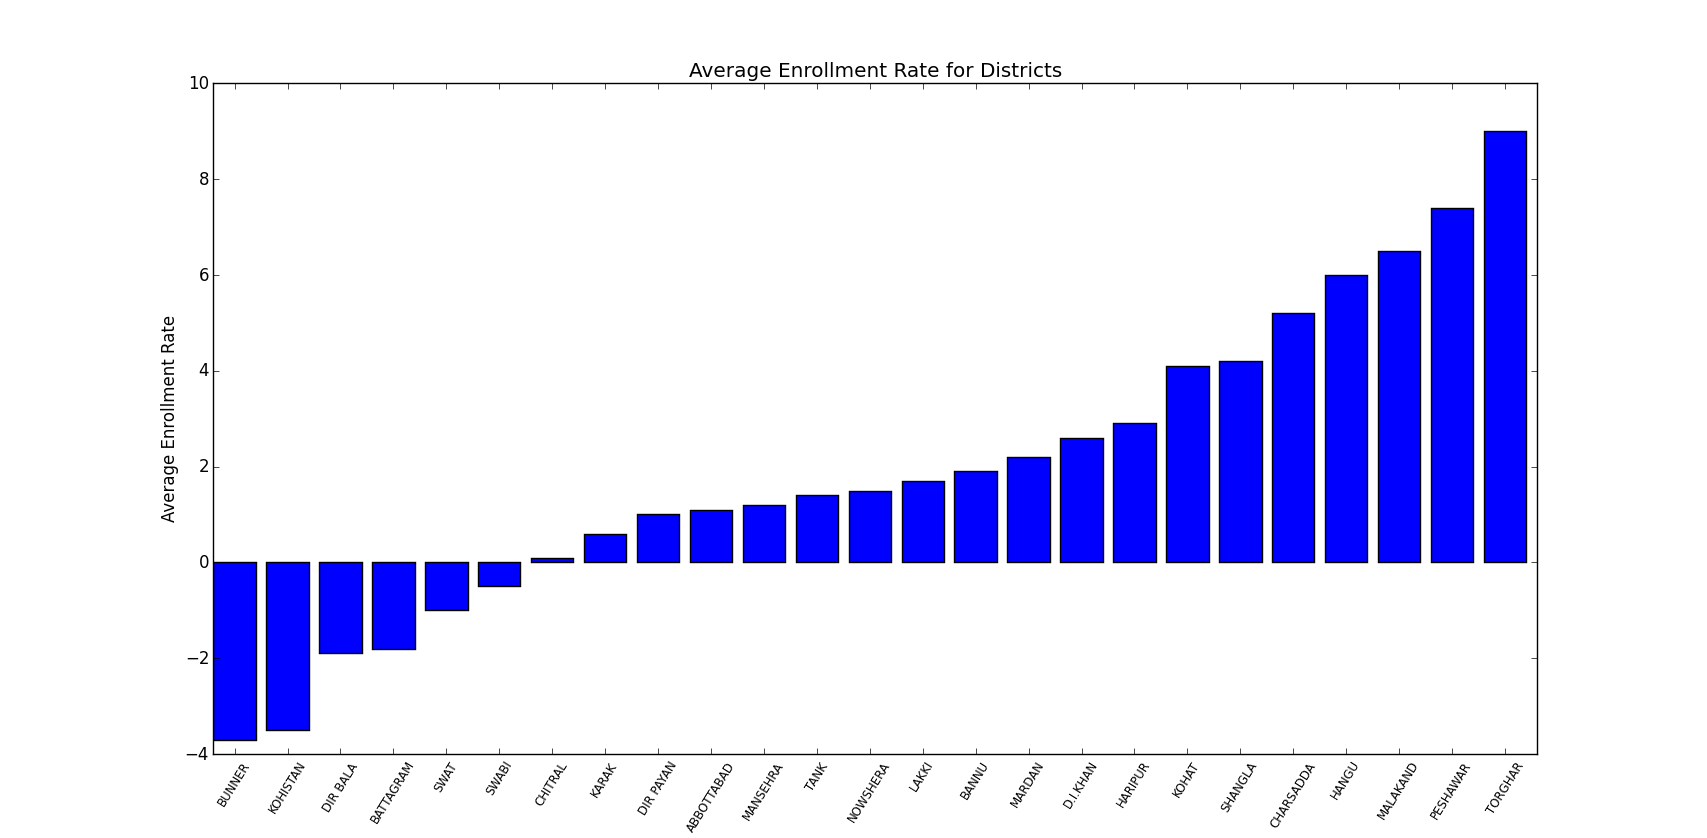 Average Enrollment Rate for Districts
Average Enrollment Rate
10
8
6
4
2
0
−2
−4
BUNNER
KOHISTAN
DIR BALA
BATTAGRAM
SWAT
SWABI
CHITRAL
KARAK
DIR PAYAN
ABBOTTABAD
MANSEHRA
TANK
NOWSHERA
LAKKI
BANNU
MARDAN
D.I.KHAN
HARIPUR
KOHAT
SHANGLA
CHARSADDA
HANGU
MALAKAND
PESHAWAR
TORGHAR